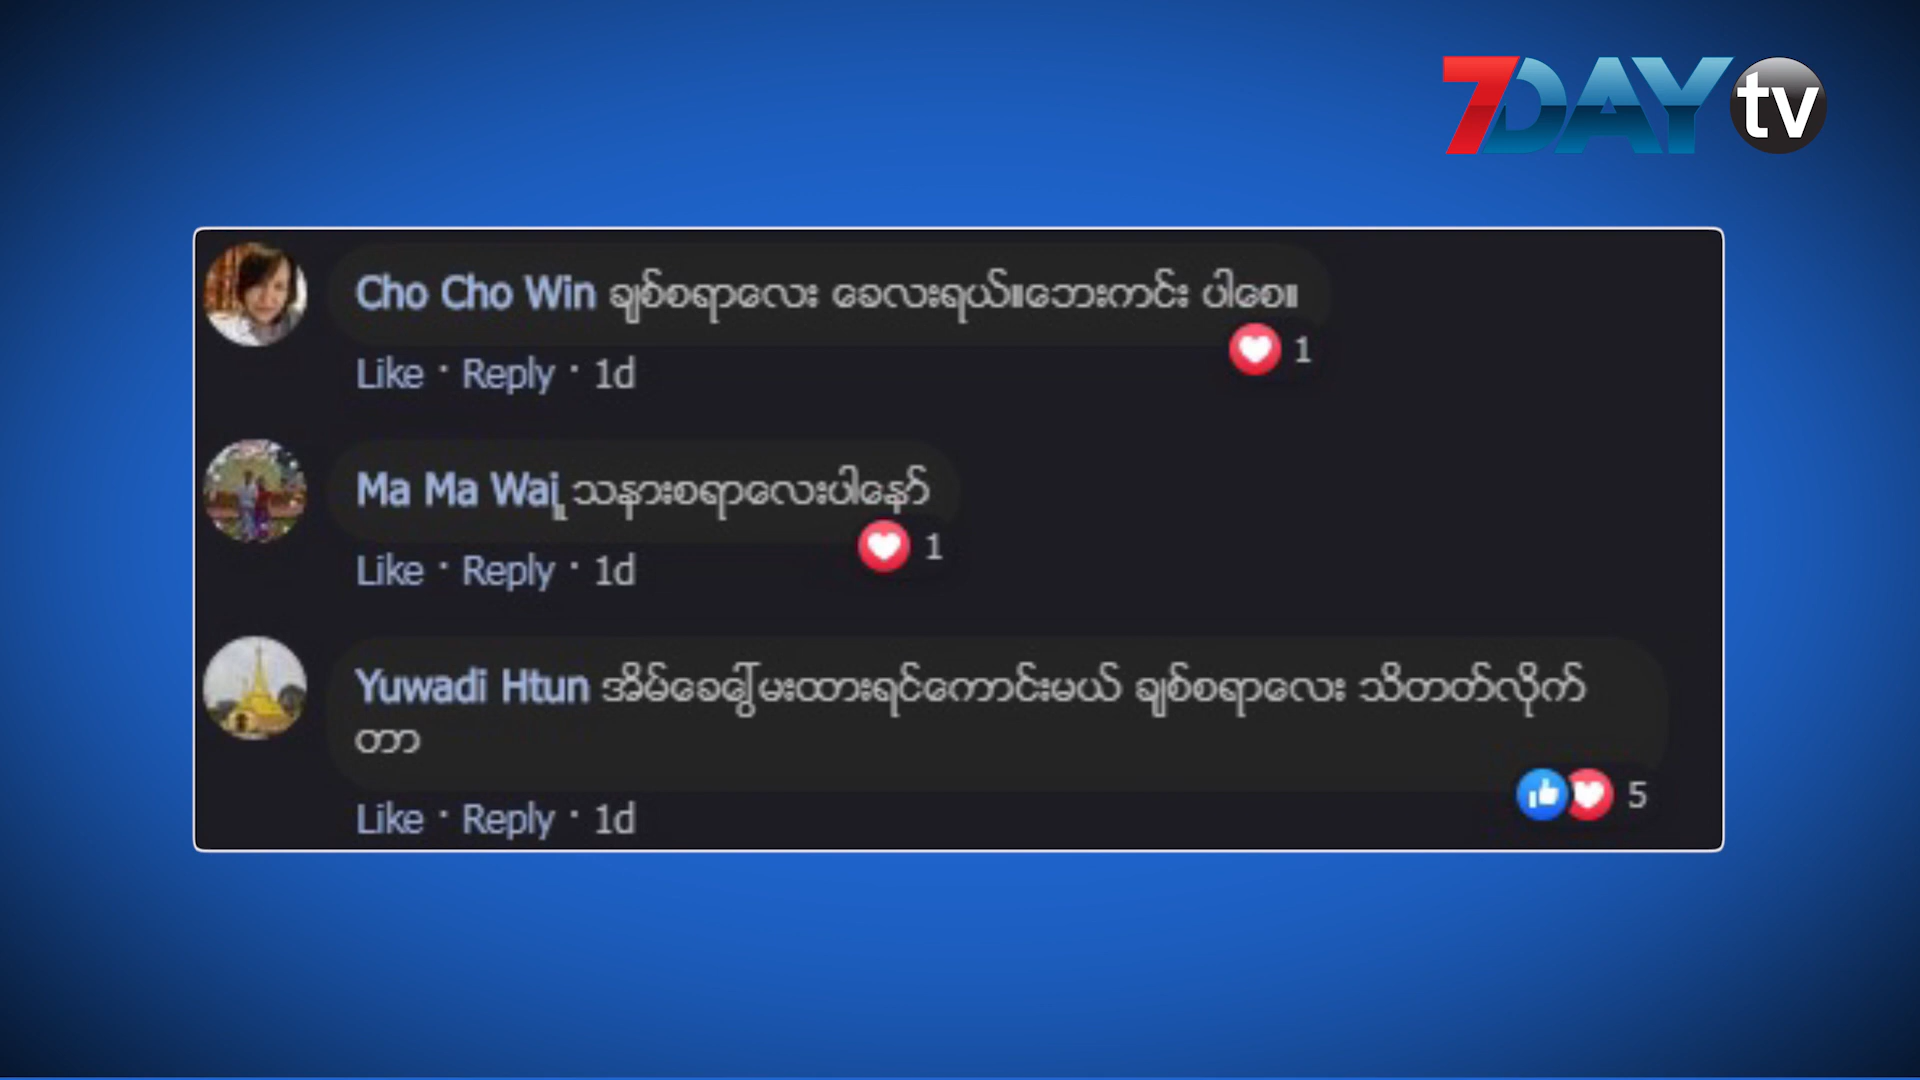 7DAY tv
Cho Cho Win ချစ်စရာလေး ခေလးရယ်။ဘေးကင်း ပါစေ။
1
Like · Reply · 1d
Ma Ma Wai ူသနားစရာလေးပါနော်
1
Like · Reply · 1d
Yuwadi Htun အိမ်ခေါ်မွေးထားရင်ကောင်းမယ် ချစ်စရာလေး သိတတ်လိုက်
တာ
5
Like · Reply · 1d